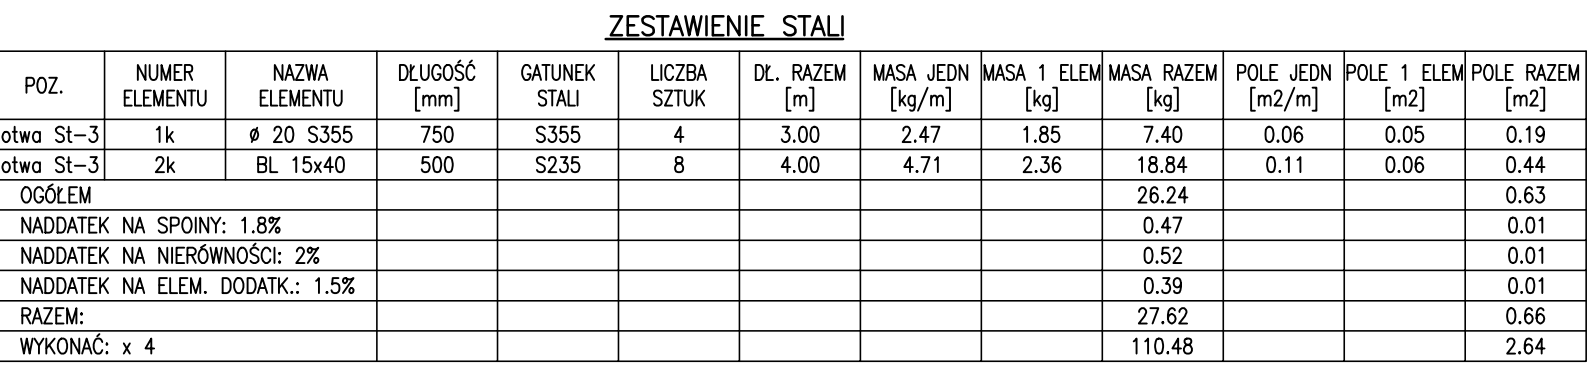 ZESTAWIENIE STALI
POZ. NUMER ELEMENTU NAZWA ELEMENTU DŁUGOŚĆ [mm] GATUNEK STALI LICZBA SZTUK DŁ. RAZEM [m] MASA JEDN [kg/m] MASA 1 ELEM [kg] MASA RAZEM [kg] POLE JEDN [m2/m] POLE 1 ELEM [m2] POLE RAZEM [m2]
otwa St-3 1k ø 20 S355 750 S355 4 3.00 2.47 1.85 7.40 0.06 0.05 0.19
otwa St-3 2k BL 15x40 500 S235 8 4.00 4.71 2.36 18.84 0.11 0.06 0.44
OGÓŁEM 26.24 0.63
NADDATEK NA SPOINY: 1.8% 0.47 0.01
NADDATEK NA NIERÓWNOŚCI: 2% 0.52 0.01
NADDATEK NA ELEM. DODATK.: 1.5% 0.39 0.01
RAZEM: 27.62 0.66
WYKONAĆ: x 4 110.48 2.64